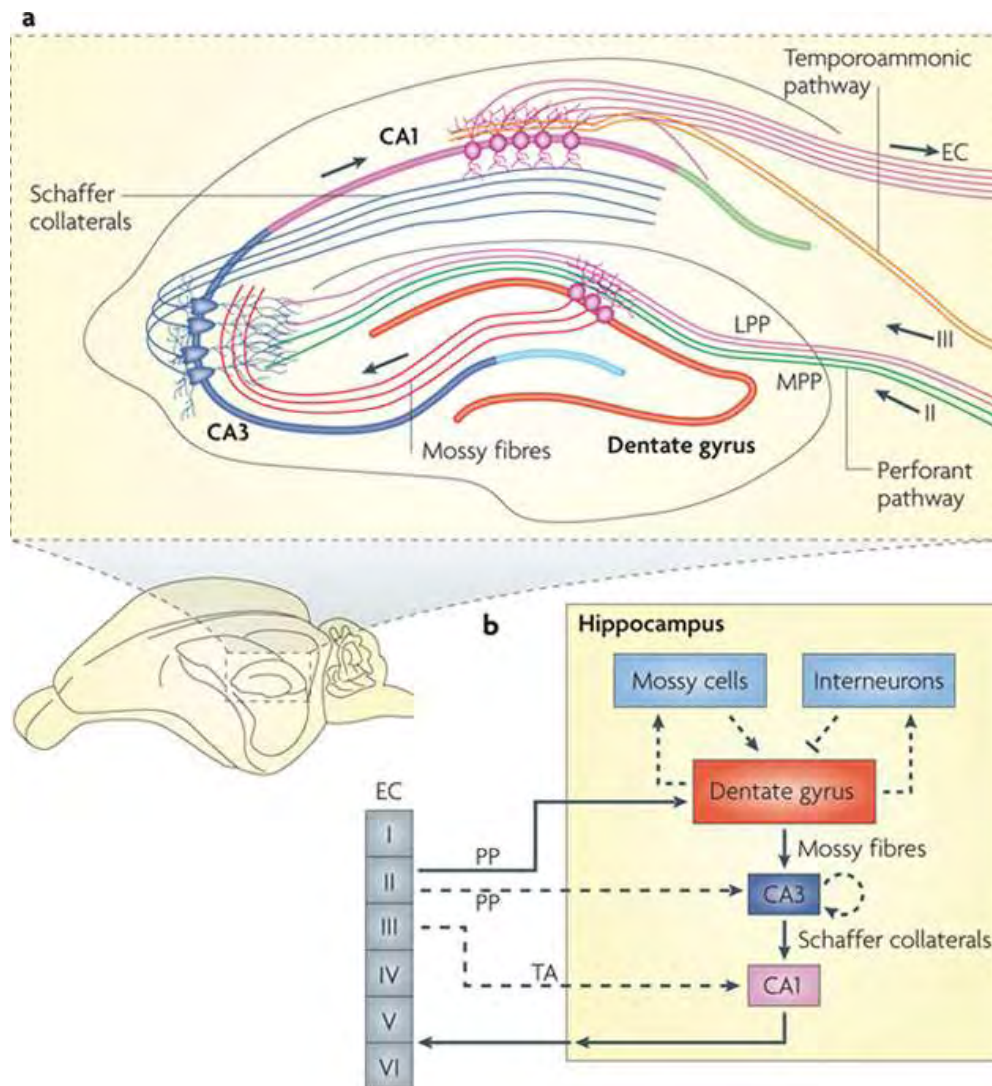 a
Temporoammonic
pathway
CA1
EC
Schaffer
collaterals
LPP
III
MPP
II
CA3
Mossy fibres
Dentate gyrus
Perforant
pathway
b
Hippocampus
Mossy cells
Interneurons
EC
Dentate gyrus
I
PP
Mossy fibres
II
CA3
PP
III
Schaffer collaterals
IV
TA
CA1
V
VI